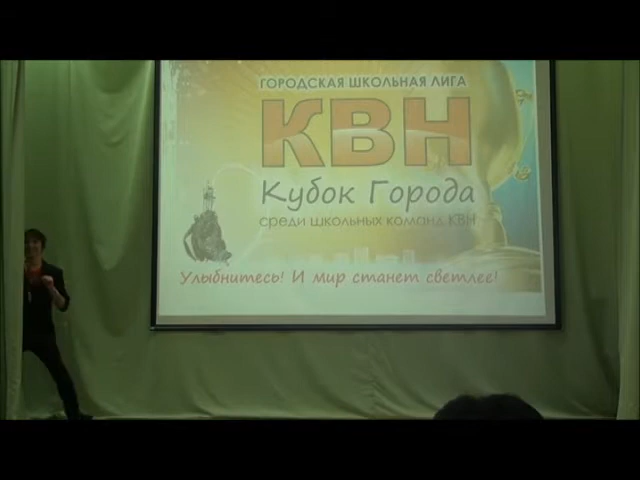 ГОРОДСКАЯ ШКОЛЬНАЯ ЛИГА
КВН
Кубок Города
среди школьных команд КВН
Улыбнитесь! И мир станет светлее!